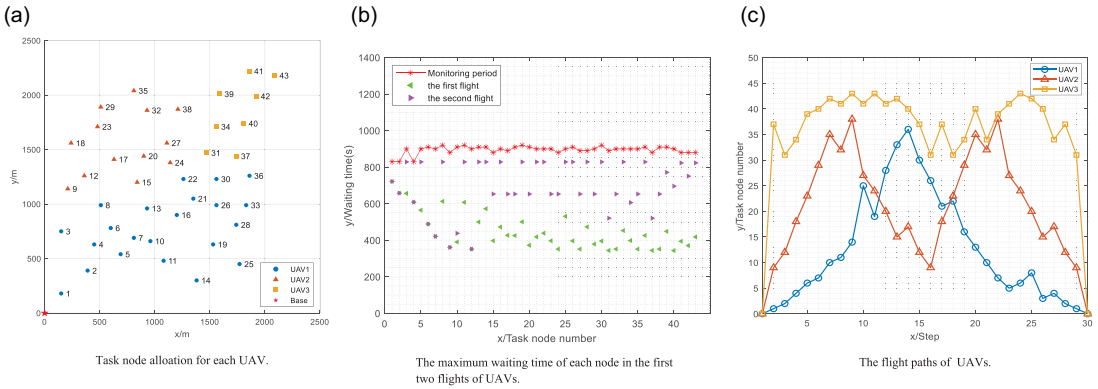 (a)
2500
2000
1500
1000
500
0
y/m
0 500 1000 1500 2000 2500
x/m
41
43
35
39
42
29
32
38
40
23
34
18
27
31
37
17
20
24
12
15
22
30
36
9
21
8
13
26
33
16
3
6
28
7
10
4
19
5
11
25
2
14
1
UAV1
UAV2
UAV3
Base
Task node alloation for each UAV.
(b)
1400
1200
1000
800
600
400
200
0
y/Waiting time(s)
0 5 10 15 20 25 30 35 40
x/Task node number
Monitoring period
the first flight
the second flight
The maximum waiting time of each node in the first
two flights of UAVs.
(c)
50
45
40
35
30
25
20
15
10
5
0
y/Task node number
5 10 15 20 25 30
x/Step
UAV1
UAV2
UAV3
The flight paths of UAVs.